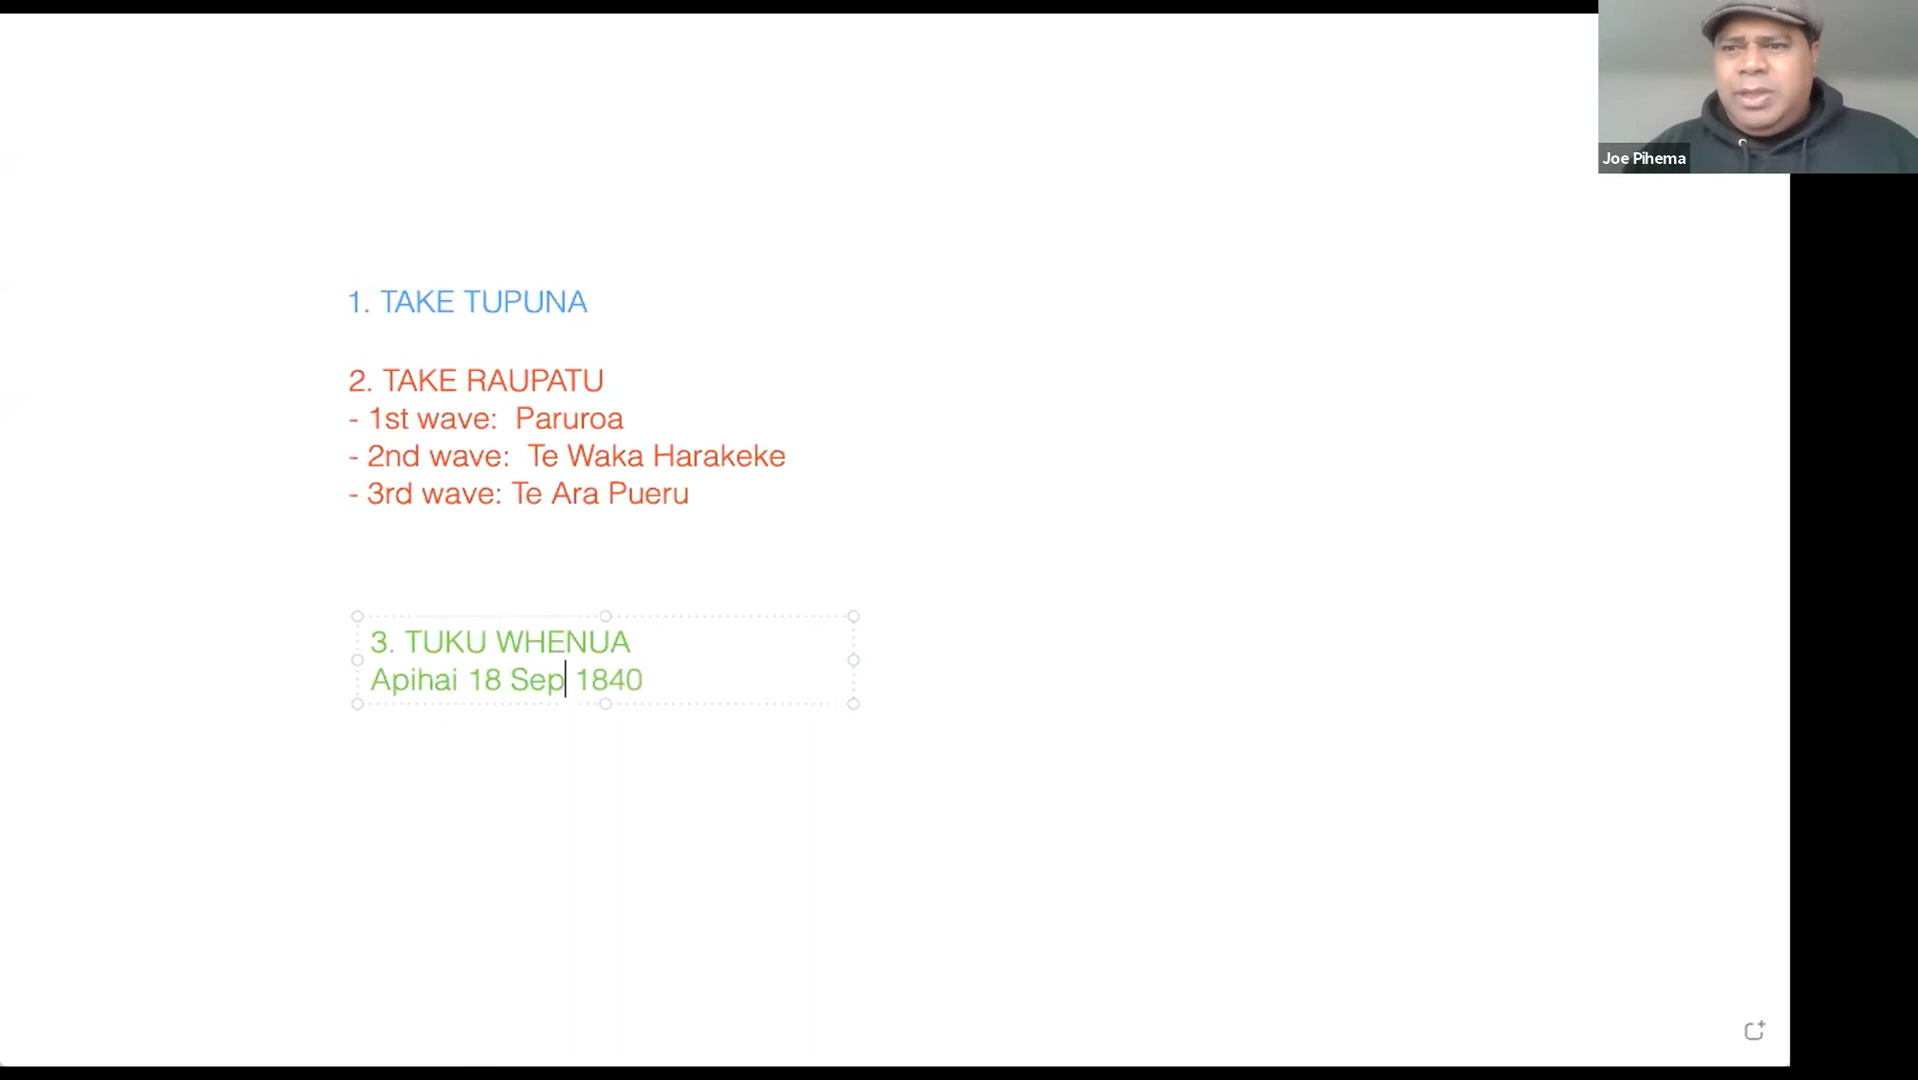 Joe Pihema
1. TAKE TUPUNA
2. TAKE RAUPATU
- 1st wave: Paruroa
- 2nd wave: Te Waka Harakeke
- 3rd wave: Te Ara Pueru
3. TUKU WHENUA
Apihai 18 Sep 1840